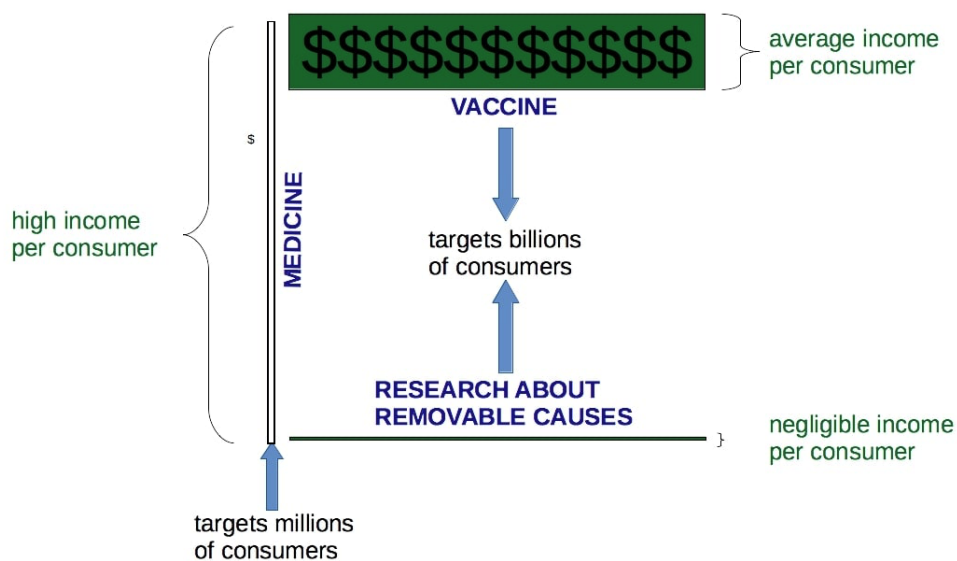 $$$$$$$$$$$
average income
per consumer
VACCINE
$
MEDICINE
high income
per consumer
targets billions
of consumers
RESEARCH ABOUT
REMOVABLE CAUSES
}
negligible income
per consumer
targets millions
of consumers